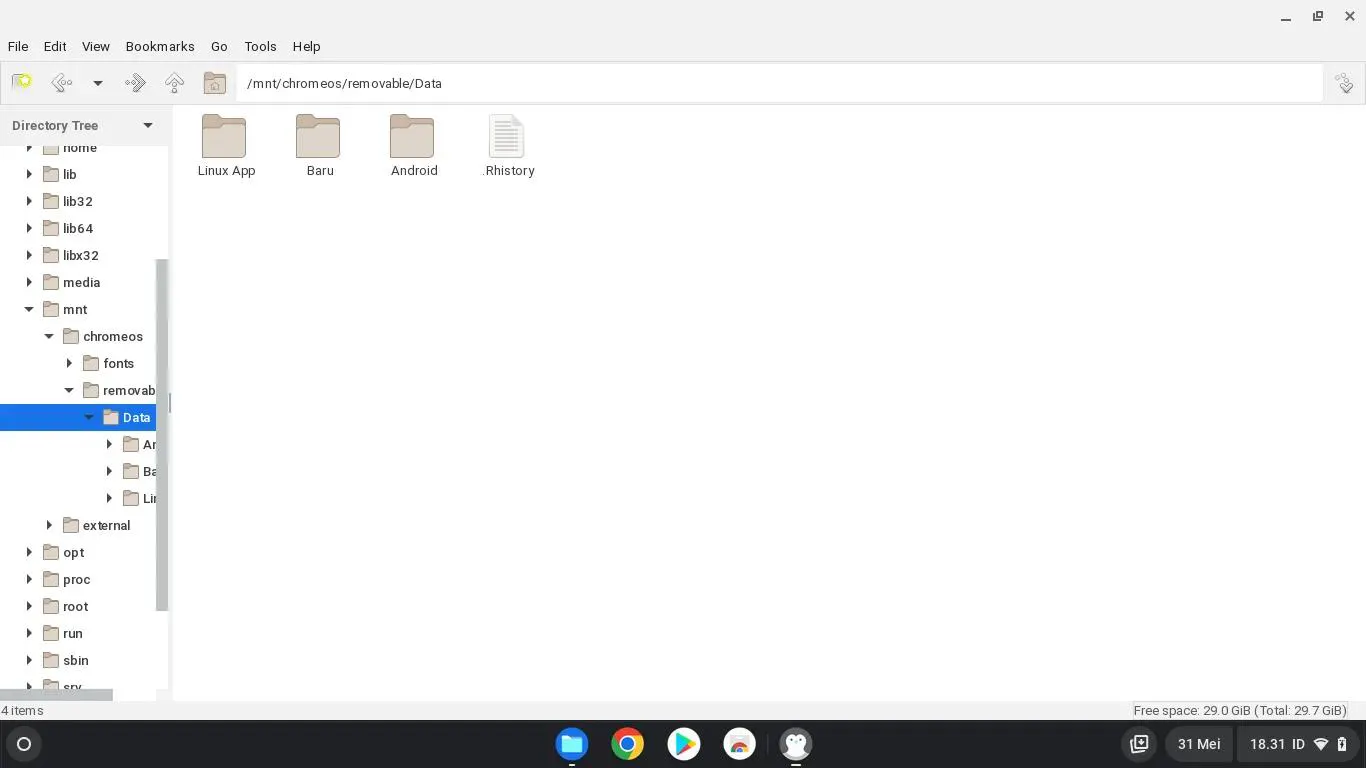 File Edit View Bookmarks Go Tools Help
/mnt/chromeos/removable/Data
Directory Tree
home
lib
lib32
lib64
libx32
media
mnt
chromeos
fonts
removab
Data
Ar
Ba
Lin
external
opt
proc
root
run
sbin
srv
Linux App
Baru
Android
.Rhistory
4 items
Free space: 29.0 GiB (Total: 29.7 GiB)
31 Mei
18.31 ID